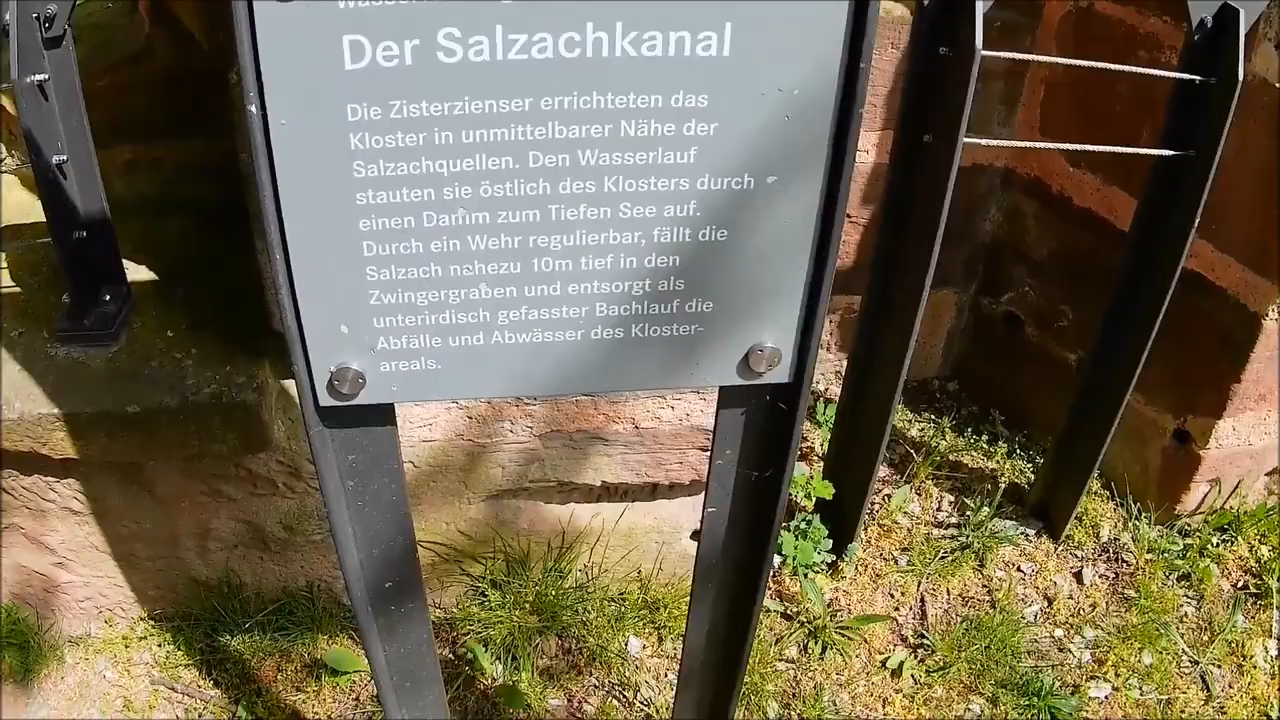 Der Salzachkanal
Die Zisterzienser errichteten das
Kloster in unmittelbarer Nähe der
Salzachquellen. Den Wasserlauf
stauten sie östlich des Klosters durch
einen Damm zum Tiefen See auf.
Durch ein Wehr regulierbar, fällt die
Salzach nahezu 10m tief in den
Zwingergraben und entsorgt als
unterirdisch gefasster Bachlauf die
Abfälle und Abwässer des Kloster-
areals.